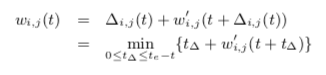 w_{i,j}(t) = Δ_{i,j}(t) + w'_{i,j}(t + Δ_{i,j}(t))
= min_{0≤t_Δ≤t_e−t} {t_Δ + w'_{i,j}(t + t_Δ)}